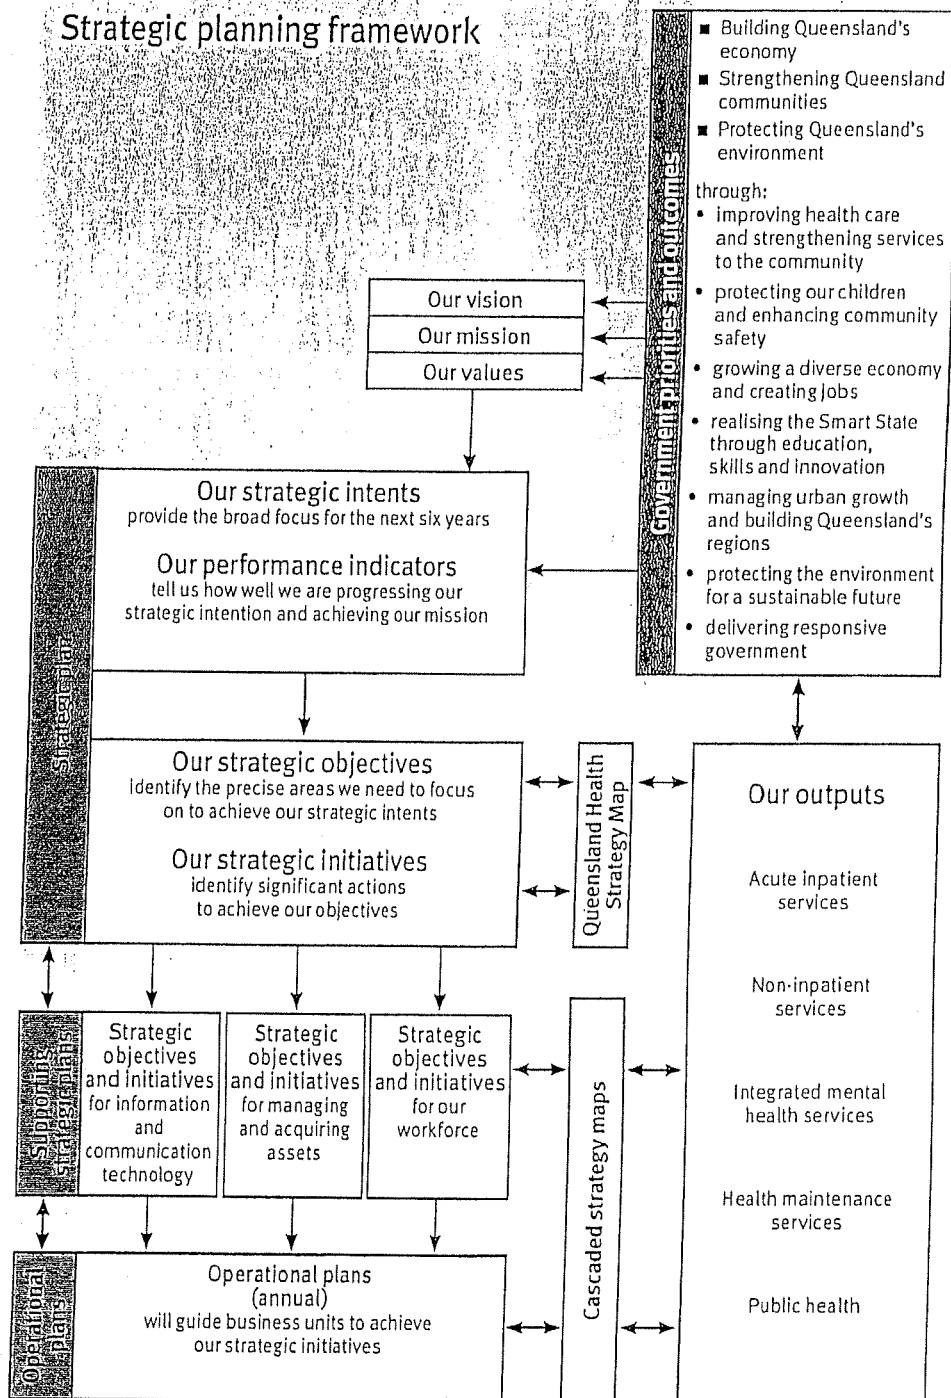 Strategic planning framework
Government priorities and outcomes
■ Building Queensland's
economy
■ Strengthening Queensland
communities
■ Protecting Queensland's
environment
through:
• improving health care
and strengthening services
to the community
• protecting our children
and enhancing community
safety
• growing a diverse economy
and creating jobs
• realising the Smart State
through education,
skills and innovation
• managing urban growth
and building Queensland's
regions
• protecting the environment
for a sustainable future
• delivering responsive
government
Our vision
Our mission
Our values
Strategic plan
Our strategic intents
provide the broad focus for the next six years
Our performance indicators
tell us how well we are progressing our
strategic intention and achieving our mission
Our strategic objectives
identify the precise areas we need to focus
on to achieve our strategic intents
Our strategic initiatives
identify significant actions
to achieve our objectives
Queensland Health
Strategy Map
Our outputs
Acute inpatient
services
Non-inpatient
services
Integrated mental
health services
Health maintenance
services
Public health
Supporting
strategic plans
Strategic
objectives
and initiatives
for information
and
communication
technology
Strategic
objectives
and initiatives
for managing
and acquiring
assets
Strategic
objectives
and initiatives
for our
workforce
Cascaded strategy maps
Operational
plans
Operational plans
(annual)
will guide business units to achieve
our strategic initiatives